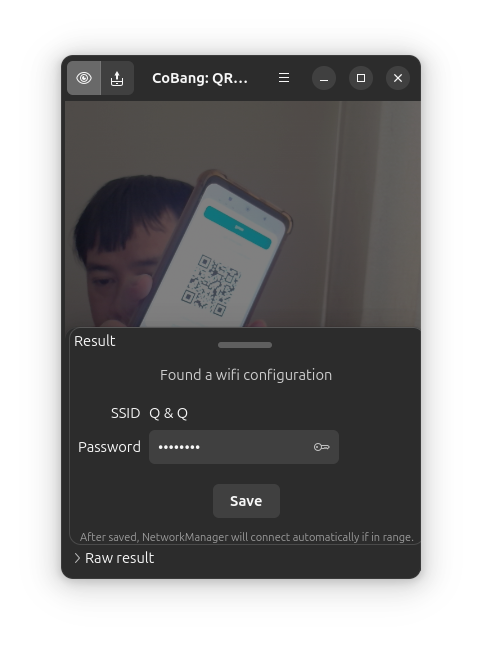 CoBang: QR…
Result
Found a wifi configuration
SSID Q & Q
Password ••••••••
Save
After saved, NetworkManager will connect automatically if in range.
Raw result